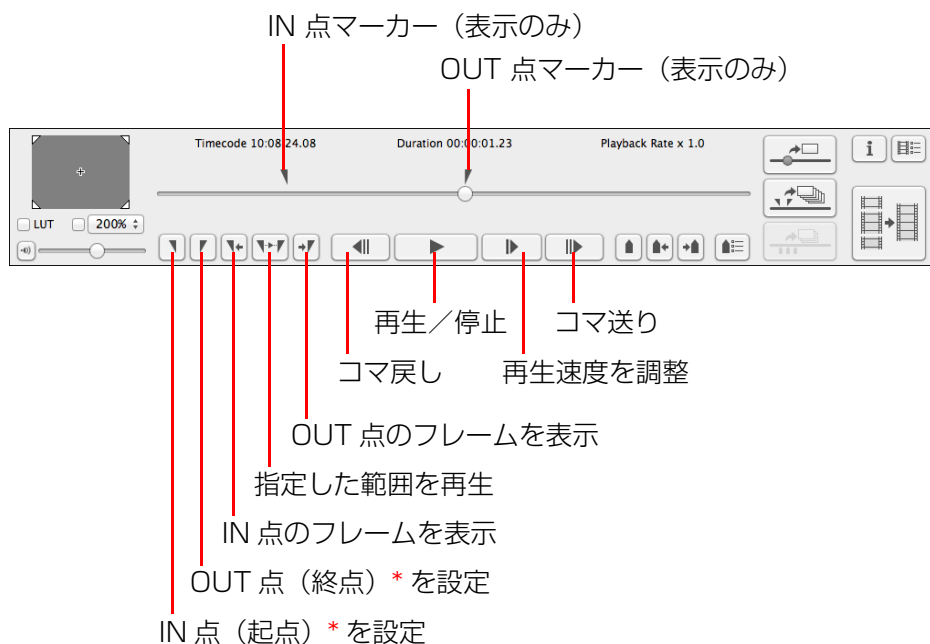 IN 点マーカー（表示のみ）
OUT 点マーカー（表示のみ）
Timecode 10:08:24.08 Duration 00:00:01.23 Playback Rate x 1.0
LUT 200%
再生／停止 コマ送り
コマ戻し 再生速度を調整
OUT 点のフレームを表示
指定した範囲を再生
IN 点のフレームを表示
OUT 点（終点）* を設定
IN 点（起点）* を設定